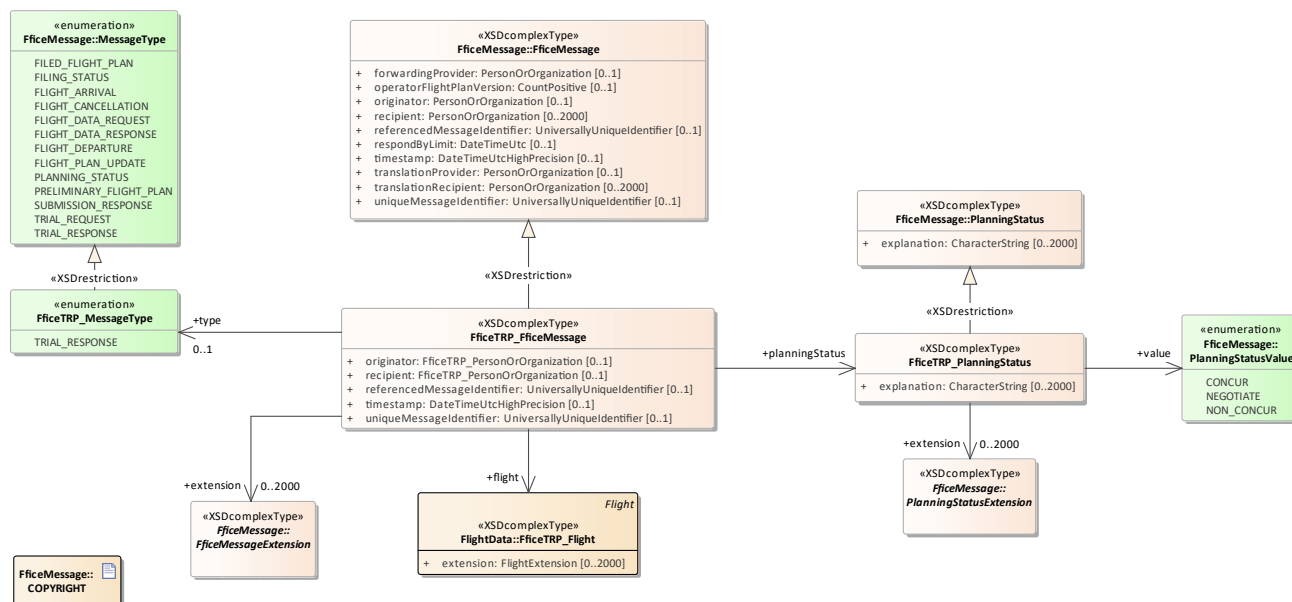 «enumeration»
FficeMessage::MessageType
FILED_FLIGHT_PLAN
FILING_STATUS
FLIGHT_ARRIVAL
FLIGHT_CANCELLATION
FLIGHT_DATA_REQUEST
FLIGHT_DATA_RESPONSE
FLIGHT_DEPARTURE
FLIGHT_PLAN_UPDATE
PLANNING_STATUS
PRELIMINARY_FLIGHT_PLAN
SUBMISSION_RESPONSE
TRIAL_REQUEST
TRIAL_RESPONSE
«XSDcomplexType»
FficeMessage::FficeMessage
+ forwardingProvider: PersonOrOrganization [0..1]
+ operatorFlightPlanVersion: CountPositive [0..1]
+ originator: PersonOrOrganization [0..1]
+ recipient: PersonOrOrganization [0..2000]
+ referencedMessageIdentifier: UniversallyUniqueIdentifier [0..1]
+ respondByLimit: DateTimeUtc [0..1]
+ timestamp: DateTimeUtcHighPrecision [0..1]
+ translationProvider: PersonOrOrganization [0..1]
+ translationRecipient: PersonOrOrganization [0..2000]
+ uniqueMessageIdentifier: UniversallyUniqueIdentifier [0..1]
«XSDcomplexType»
FficeMessage::PlanningStatus
+ explanation: CharacterString [0..2000]
«XSDrestriction»
«XSDrestriction»
«XSDrestriction»
«enumeration»
FficeTRP_MessageType
TRIAL_RESPONSE
+type
0..1
«XSDcomplexType»
FficeTRP_FficeMessage
+ originator: FficeTRP_PersonOrOrganization [0..1]
+ recipient: FficeTRP_PersonOrOrganization [0..1]
+ referencedMessageIdentifier: UniversallyUniqueIdentifier [0..1]
+ timestamp: DateTimeUtcHighPrecision [0..1]
+ uniqueMessageIdentifier: UniversallyUniqueIdentifier [0..1]
+planningStatus
«XSDcomplexType»
FficeTRP_PlanningStatus
+ explanation: CharacterString [0..2000]
+value
«enumeration»
FficeMessage::
PlanningStatusValue
CONCUR
NEGOTIATE
NON_CONCUR
+extension
0..2000
«XSDcomplexType»
FficeMessage::
PlanningStatusExtension
+extension
0..2000
«XSDcomplexType»
FficeMessage::
FficeMessageExtension
+flight
Flight
«XSDcomplexType»
FlightData::FficeTRP_Flight
+ extension: FlightExtension [0..2000]
FficeMessage::
COPYRIGHT